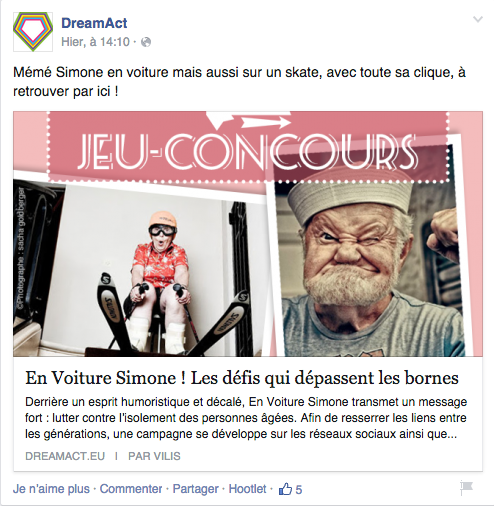 DreamAct
Hier, à 14:10 ·
Mémé Simone en voiture mais aussi sur un skate, avec toute sa clique, à
retrouver par ici !
JEU-CONCOURS
©Photographe : sacha goldberger
En Voiture Simone ! Les défis qui dépassent les bornes
Derrière un esprit humoristique et décalé, En Voiture Simone transmet un message
fort : lutter contre l'isolement des personnes âgées. Afin de resserrer les liens entre
les générations, une campagne se développe sur les réseaux sociaux ainsi que...
DREAMACT.EU | PAR VILIS
Je n'aime plus · Commenter · Partager · Hootlet · 5